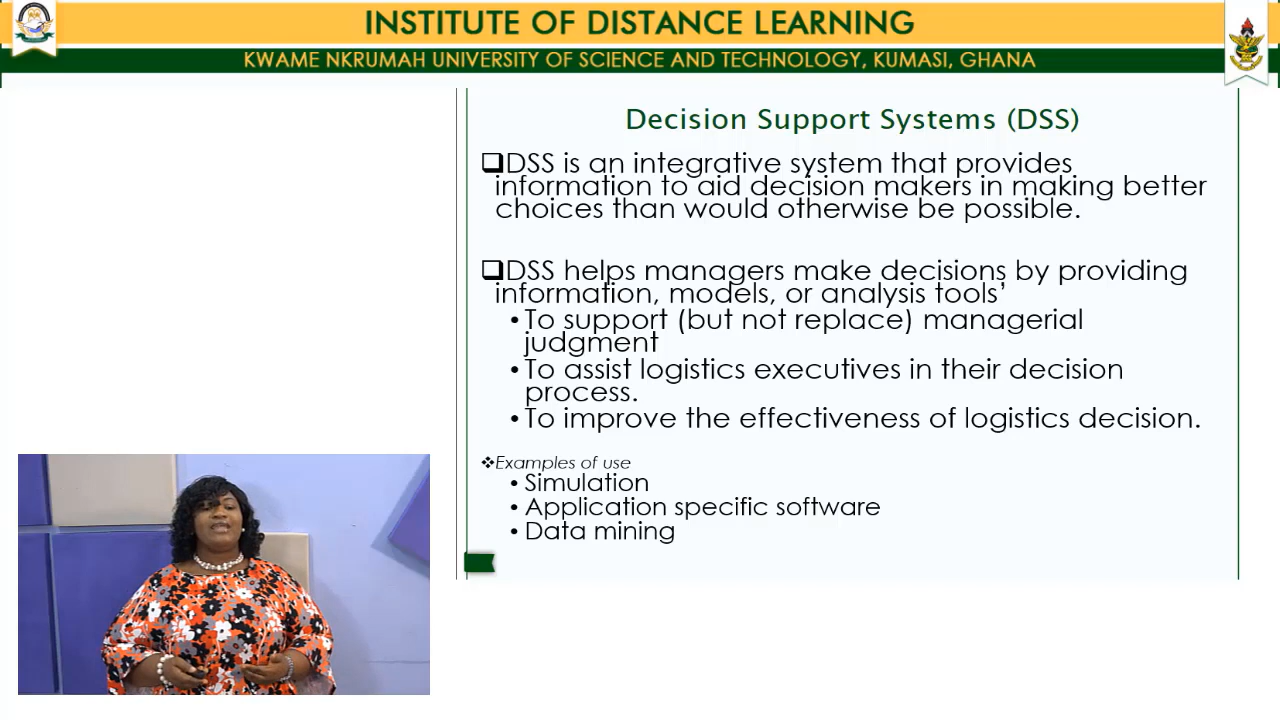 INSTITUTE OF DISTANCE LEARNING
KWAME NKRUMAH UNIVERSITY OF SCIENCE AND TECHNOLOGY, KUMASI, GHANA
Decision Support Systems (DSS)
❑DSS is an integrative system that provides
information to aid decision makers in making better
choices than would otherwise be possible.
❑DSS helps managers make decisions by providing
information, models, or analysis tools’
•To support (but not replace) managerial
judgment
•To assist logistics executives in their decision
process.
•To improve the effectiveness of logistics decision.
❖Examples of use
• Simulation
• Application specific software
• Data mining